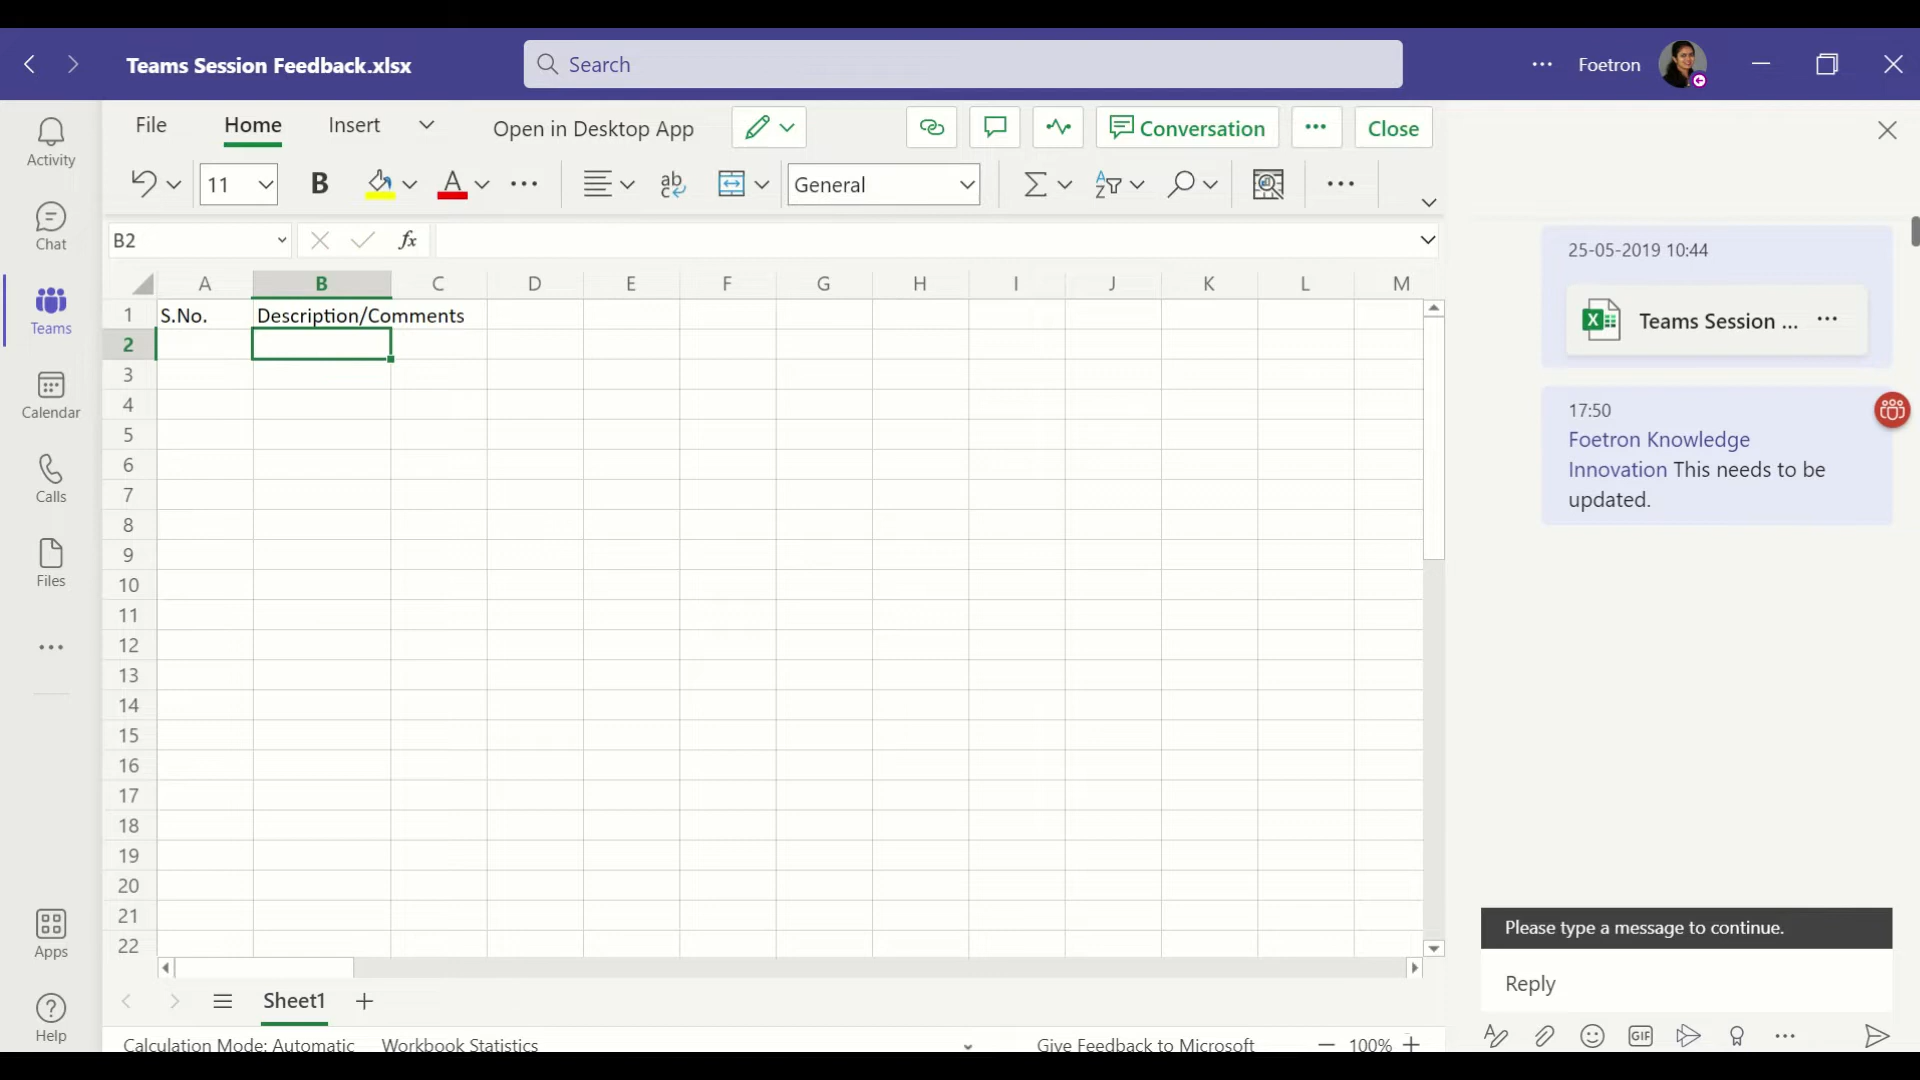 Teams Session Feedback.xlsx
Search
Foetron
Activity
Chat
Teams
Calendar
Calls
Files
Apps
Help
File
Home
Insert
Open in Desktop App
Conversation
Close
11
B
A
ab
c
General
Σ
A
Z
B2
fx
A B C D E F G H I J K L M
1 S.No. Description/Comments
2
3
4
5
6
7
8
9
10
11
12
13
14
15
16
17
18
19
20
21
22
Sheet1
Calculation Mode: Automatic Workbook Statistics
Give Feedback to Microsoft
100%
25-05-2019 10:44
X
Teams Session ...
17:50
Foetron Knowledge
Innovation This needs to be
updated.
Please type a message to continue.
Reply
GIF